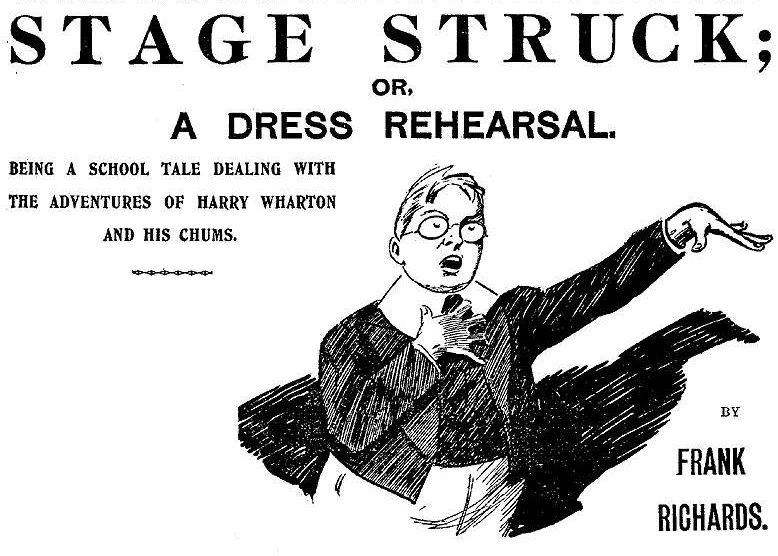 STAGE STRUCK;
OR,
A DRESS REHEARSAL.
BEING A SCHOOL TALE DEALING WITH
THE ADVENTURES OF HARRY WHARTON
AND HIS CHUMS.
BY
FRANK
RICHARDS.